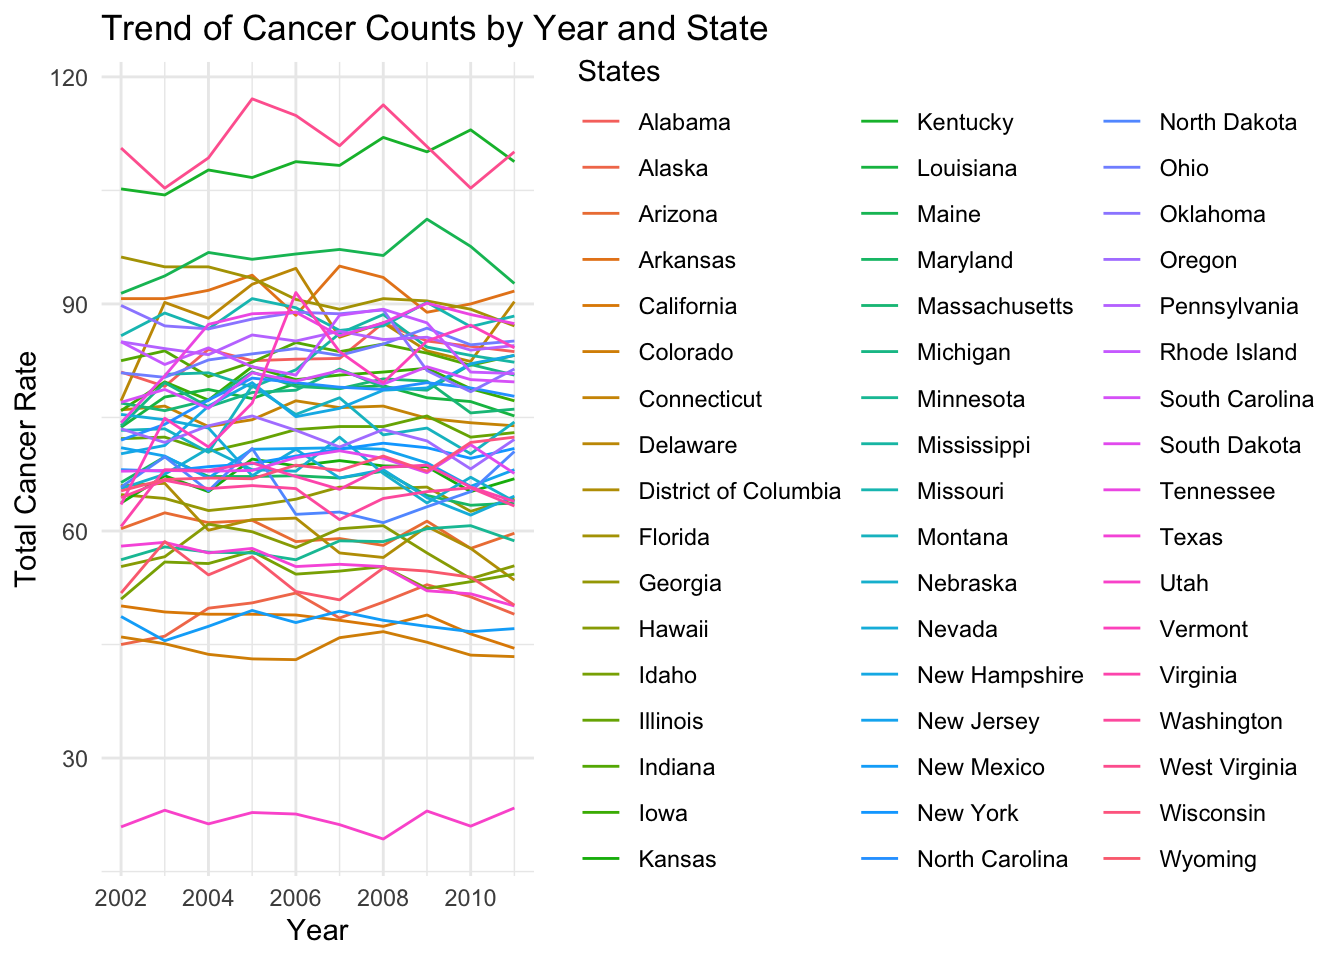 Trend of Cancer Counts by Year and State
Total Cancer Rate
120
90
60
30
2002 2004 2006 2008 2010
Year
States
Alabama
Alaska
Arizona
Arkansas
California
Colorado
Connecticut
Delaware
District of Columbia
Florida
Georgia
Hawaii
Idaho
Illinois
Indiana
Iowa
Kansas
Kentucky
Louisiana
Maine
Maryland
Massachusetts
Michigan
Minnesota
Mississippi
Missouri
Montana
Nebraska
Nevada
New Hampshire
New Jersey
New Mexico
New York
North Carolina
North Dakota
Ohio
Oklahoma
Oregon
Pennsylvania
Rhode Island
South Carolina
South Dakota
Tennessee
Texas
Utah
Vermont
Virginia
Washington
West Virginia
Wisconsin
Wyoming